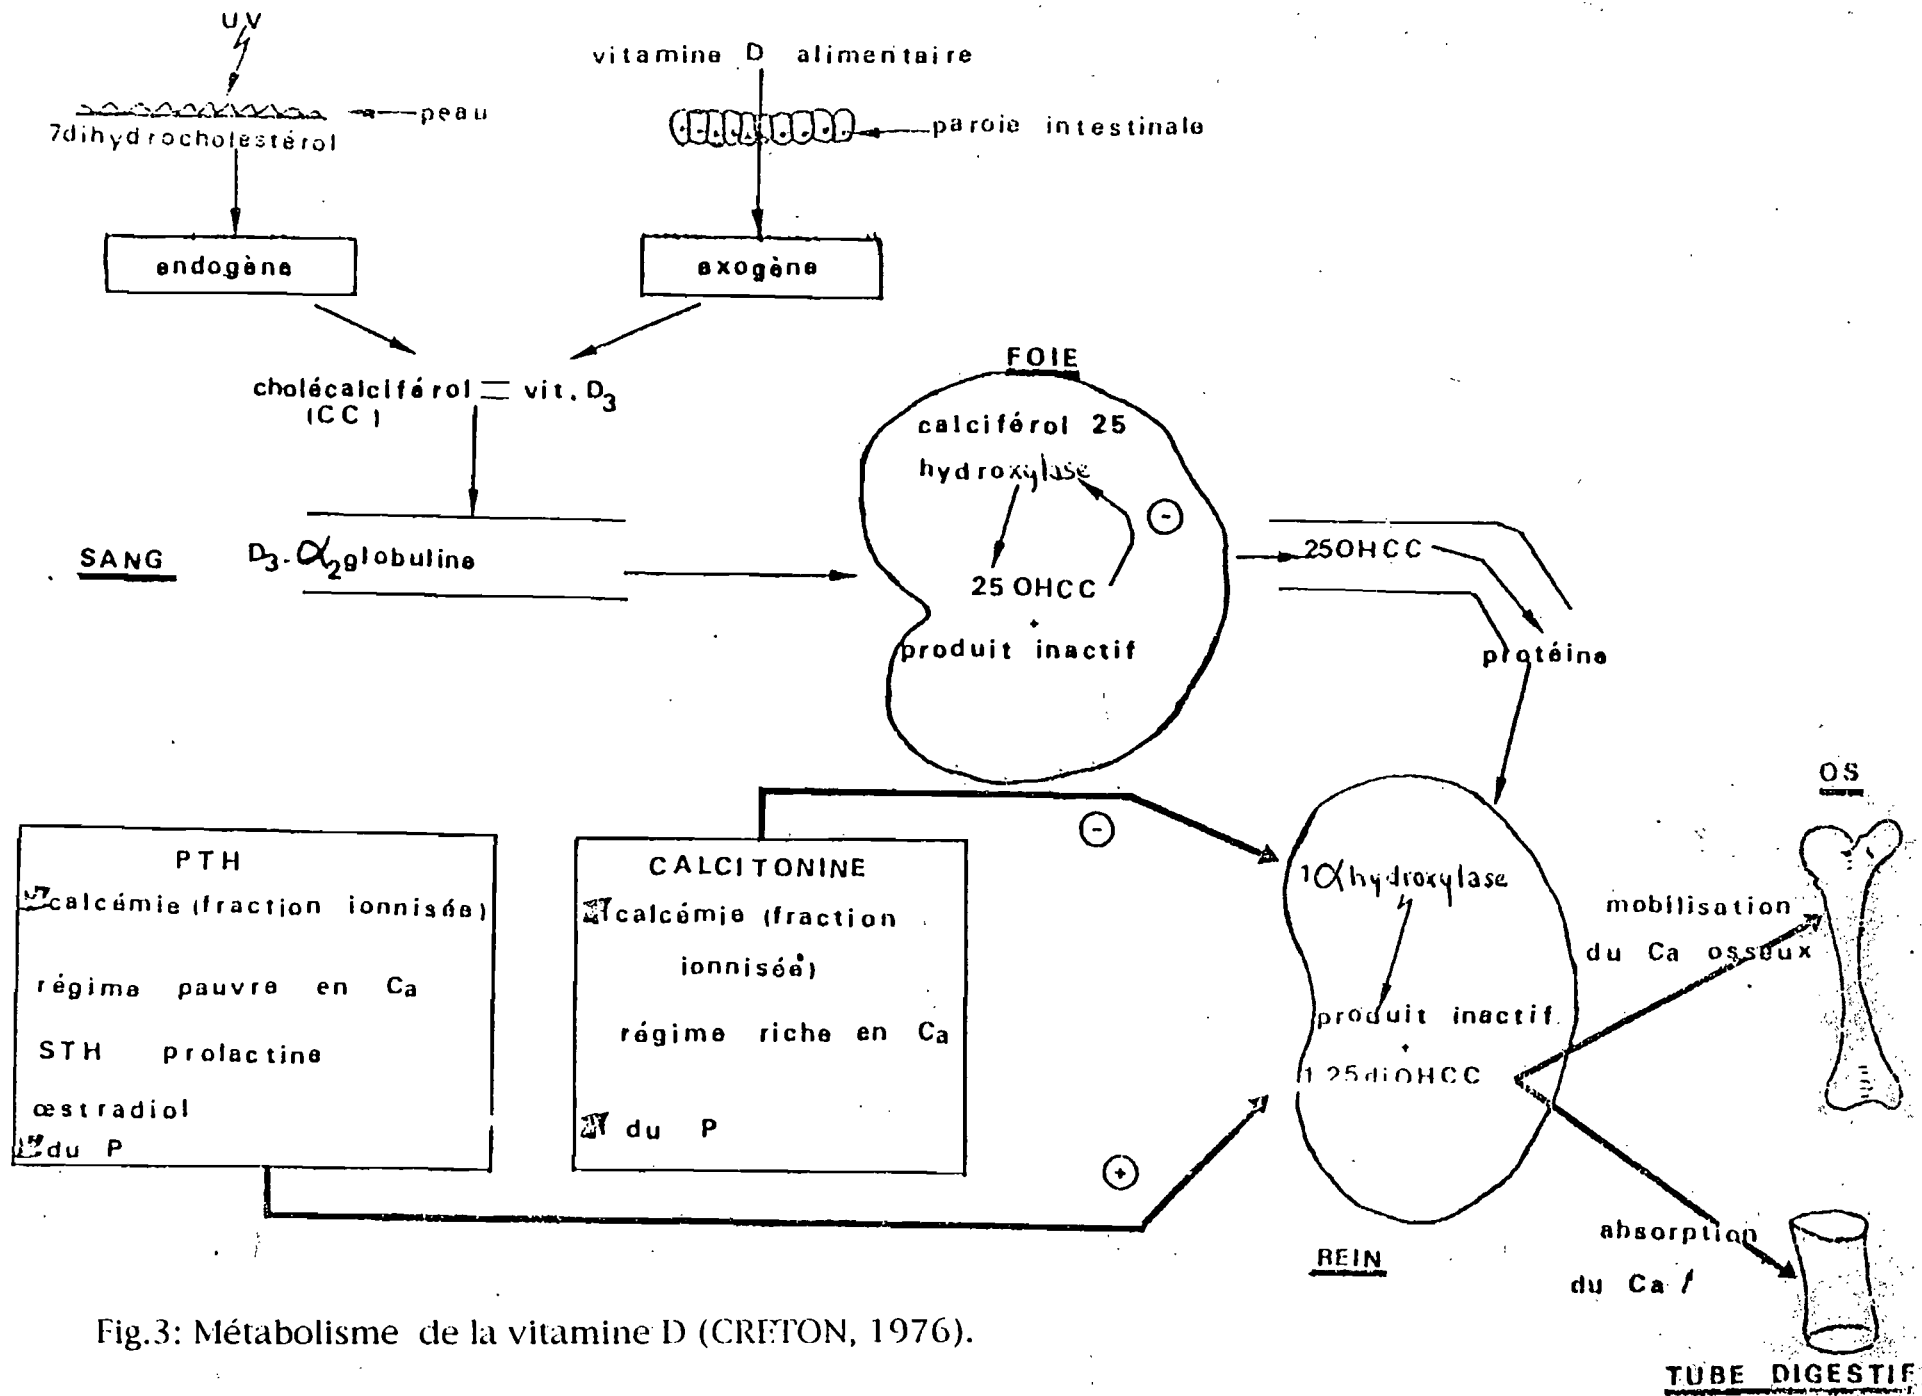 UV
vitamine D alimentaire
peau
7dihydrocholestérol
paroie intestinale
endogène
exogène
cholécalciférol = vit. D3
(CC)
FOIE
calciférol 25
hydroxylase
-
SANG
D3-α2globuline
25 OHCC
+
produit inactif
25OHCC
protéine
PTH
calcémie (fraction ionnisée)
régime pauvre en Ca
STH prolactine
œstradiol
du P
CALCITONINE
calcémie (fraction
ionnisée)
régime riche en Ca
du P
-
+
1α hydroxylase
produit inactif
+
1 25diOHCC
REIN
OS
mobilisation
du Ca osseux
absorption
du Ca
TUBE DIGESTIF
Fig.3: Métabolisme de la vitamine D (CRETON, 1976).